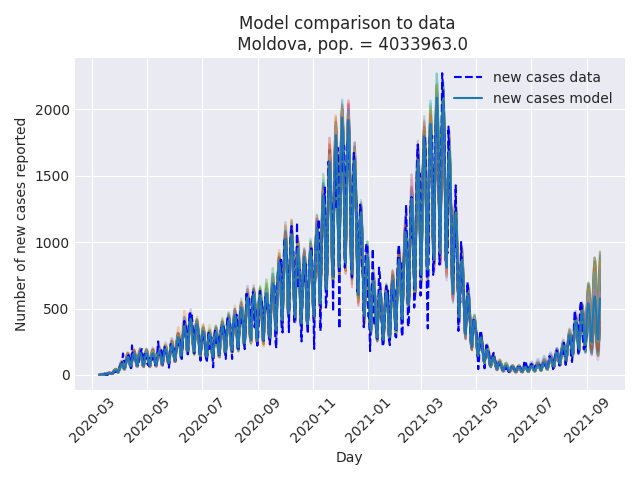 Model comparison to data
Moldova, pop. = 4033963.0
new cases data
new cases model
Number of new cases reported
2000
1500
1000
500
0
2020-03
2020-05
2020-07
2020-09
2020-11
2021-01
2021-03
2021-05
2021-07
2021-09
Day